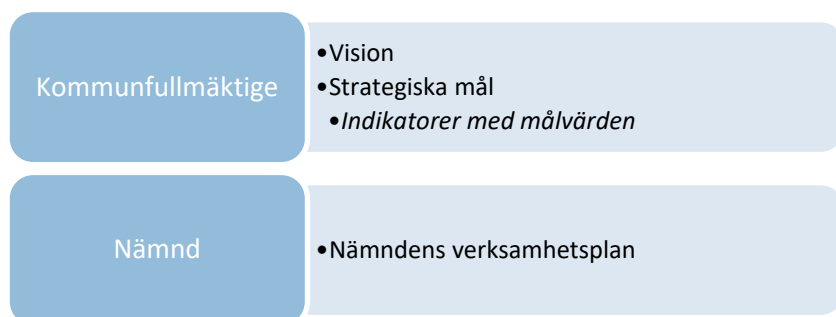 Kommunfullmäktige
•Vision
•Strategiska mål
•Indikatorer med målvärden
Nämnd
•Nämndens verksamhetsplan